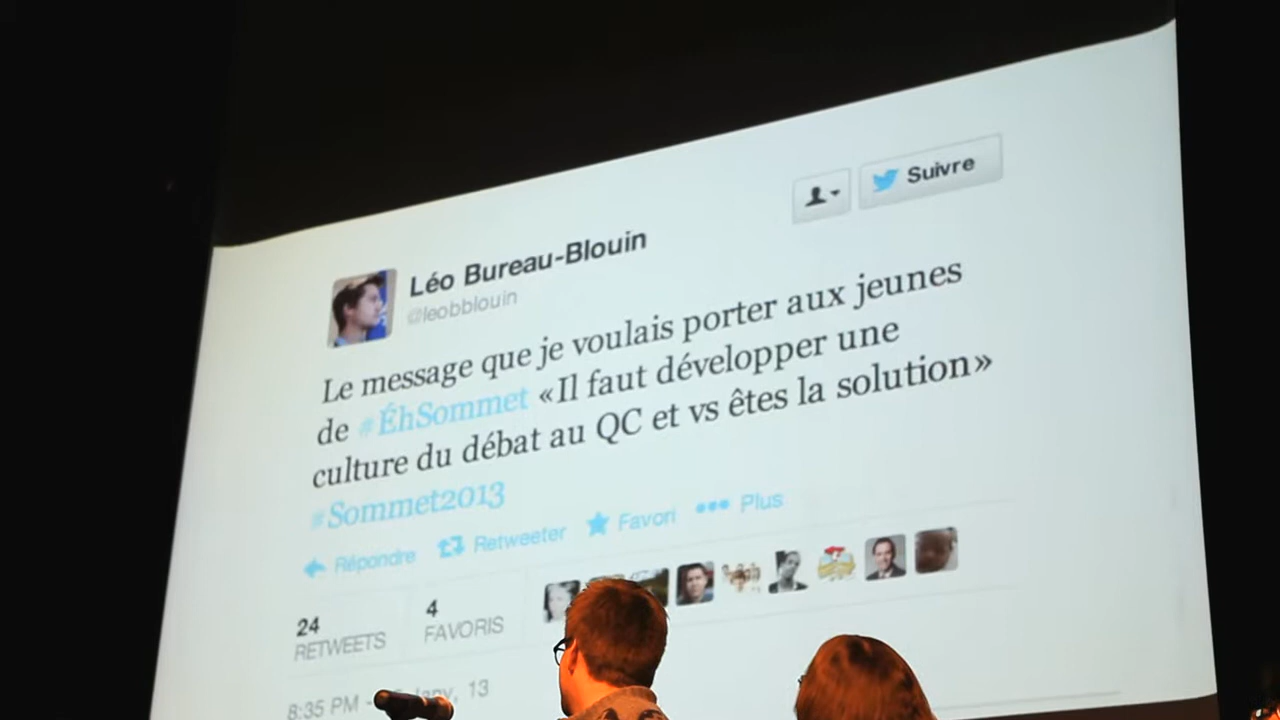 Suivre
Léo Bureau-Blouin
@leobblouin
Le message que je voulais porter aux jeunes
de #ÉhSommet «Il faut développer une
culture du débat au QC et vs êtes la solution»
#Sommet2013
Répondre Retweeter Favori Plus
24 4
RETWEETS FAVORIS
8:35 PM - Janv. 13